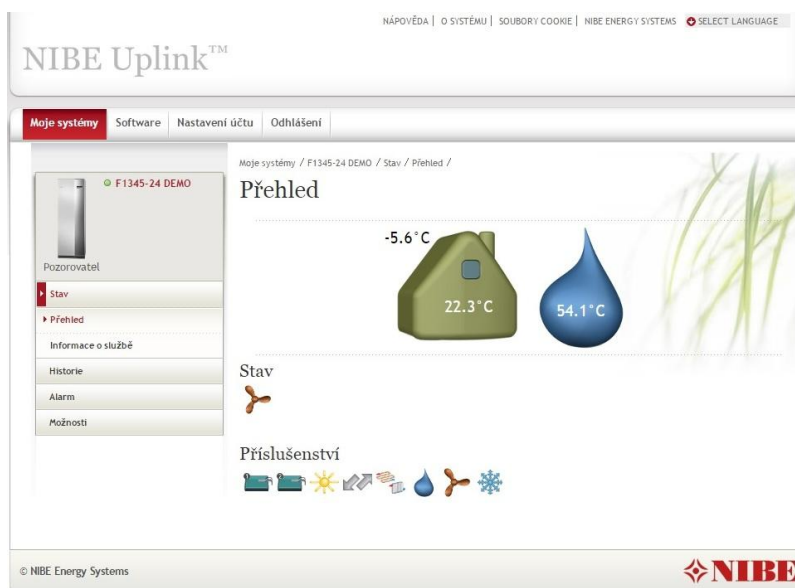 NÁPOVĚDA | O SYSTÉMU | SOUBORY COOKIE | NIBE ENERGY SYSTEMS SELECT LANGUAGE
NIBE Uplink™
Moje systémy Software Nastavení účtu Odhlášení
Moje systémy / F1345-24 DEMO / Stav / Přehled /
F1345-24 DEMO
Přehled
-5.6°C
22.3°C
54.1°C
Pozorovatel
Stav
Přehled
Informace o službě
Historie
Alarm
Možnosti
Stav
Příslušenství
1 2
© NIBE Energy Systems
NIBE